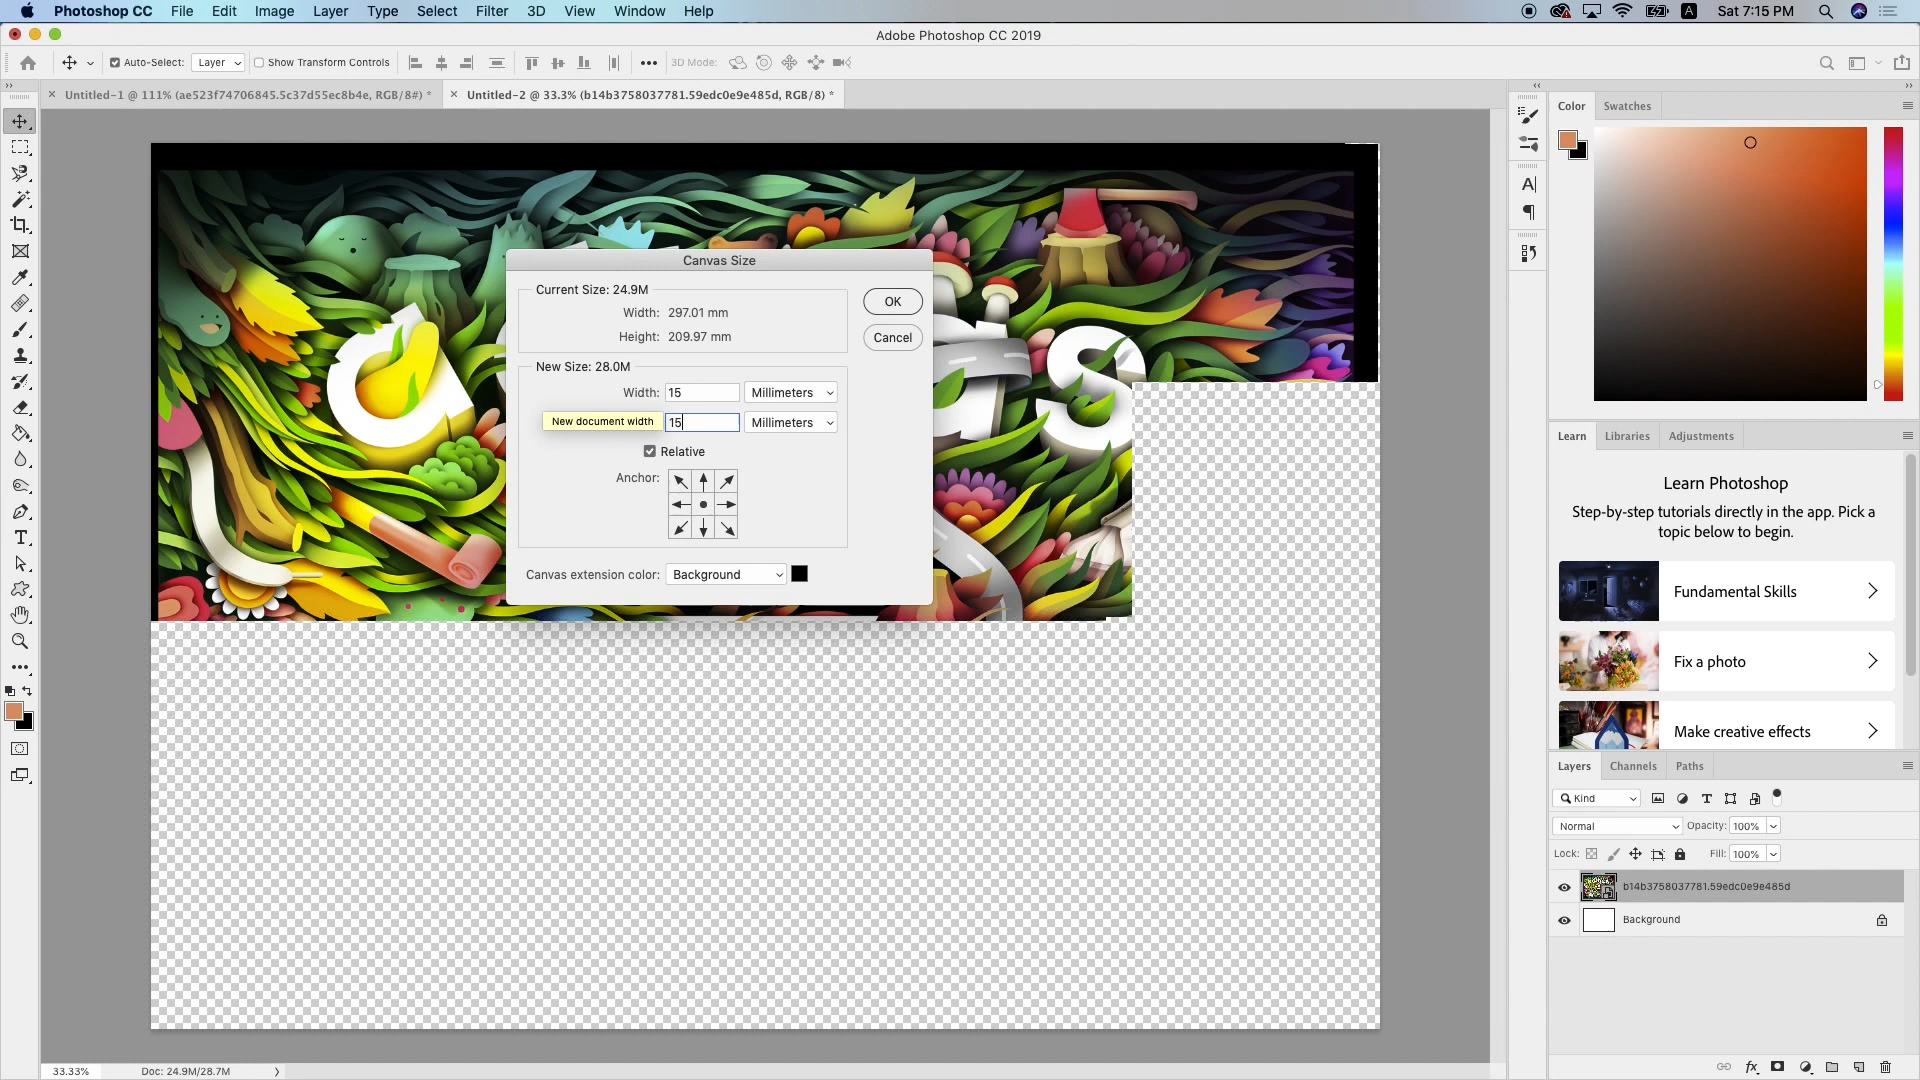 Photoshop CC File Edit Image Layer Type Select Filter 3D View Window Help A Sat 7:15 PM
Adobe Photoshop CC 2019
Auto-Select: Layer Show Transform Controls 3D Mode:
Untitled-1 @ 111% (ae523f74706845.5c37d55ec8b4e, RGB/8#) * Untitled-2 @ 33.3% (b14b3758037781.59edc0e9e485d, RGB/8) *
Color Swatches
Canvas Size
Current Size: 24.9M
Width: 297.01 mm
Height: 209.97 mm
OK
Cancel
New Size: 28.0M
Width: 15 Millimeters
New document width 15 Millimeters
Relative
Anchor:
Canvas extension color: Background
Learn Libraries Adjustments
Learn Photoshop
Step-by-step tutorials directly in the app. Pick a
topic below to begin.
Fundamental Skills
Fix a photo
Make creative effects
Layers Channels Paths
Kind
Normal Opacity: 100%
Lock: Fill: 100%
b14b3758037781.59edc0e9e485d
Background
33.33% Doc: 24.9M/28.7M